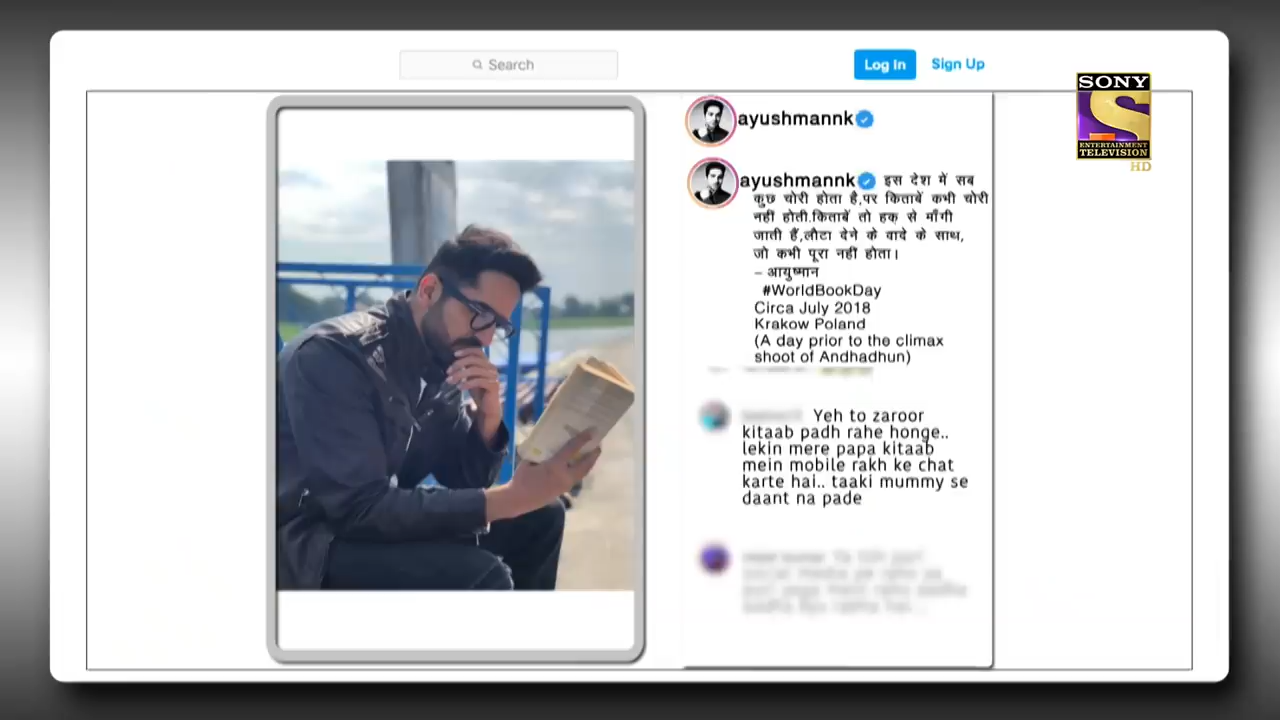 Search
Log In
Sign Up
SONY
ENTERTAINMENT
TELEVISION
HD
ayushmannk
ayushmannk इस देश में सब
कुछ चोरी होता है,पर किताबें कभी चोरी
नहीं होती.किताबें तो हक़ से माँगी
जाती हैं,लौटा देने के वादे के साथ,
जो कभी पूरा नहीं होता।
– आयुष्मान
#WorldBookDay
Circa July 2018
Krakow Poland
(A day prior to the climax
shoot of Andhadhun)
Yeh to zaroor
kitaab padh rahe honge..
lekin mere papa kitaab
mein mobile rakh ke chat
karte hai.. taaki mummy se
daant na pade